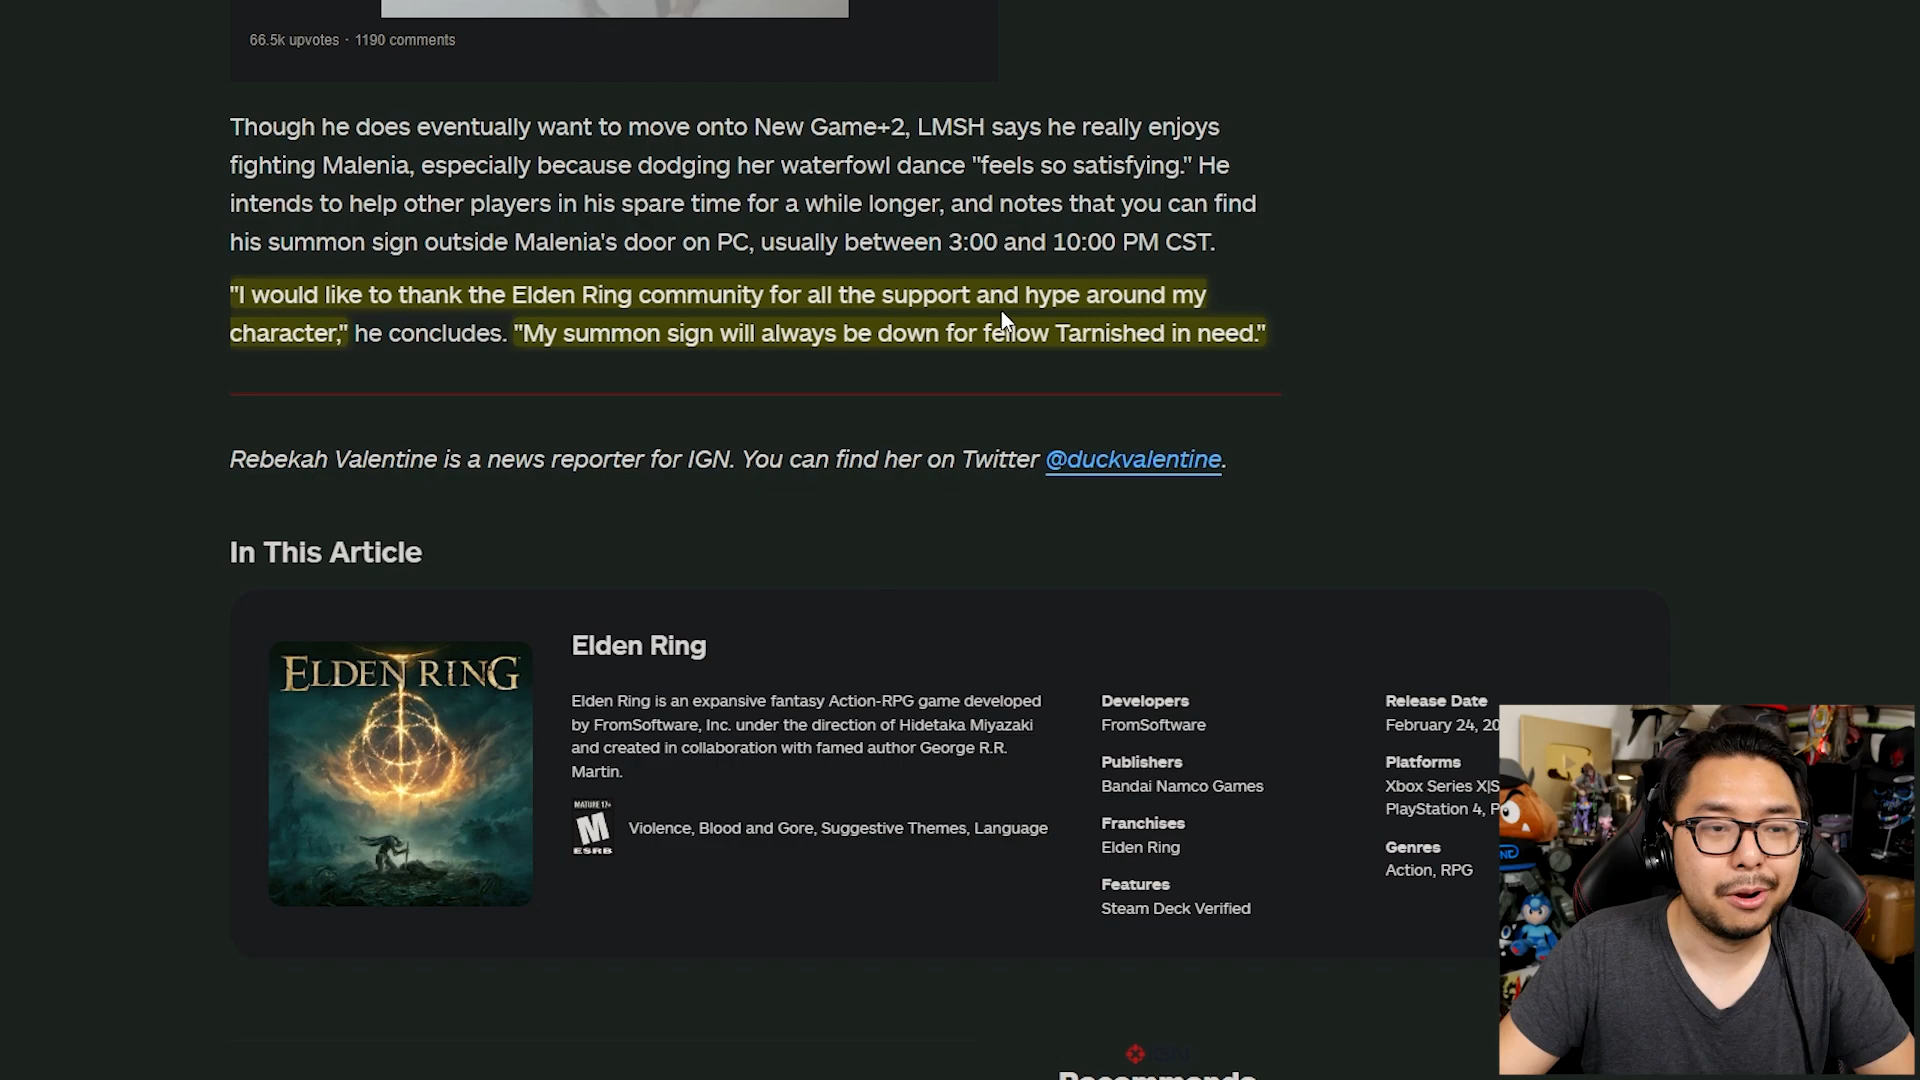 66.5k upvotes · 1190 comments
Though he does eventually want to move onto New Game+2, LMSH says he really enjoys
fighting Malenia, especially because dodging her waterfowl dance "feels so satisfying." He
intends to help other players in his spare time for a while longer, and notes that you can find
his summon sign outside Malenia's door on PC, usually between 3:00 and 10:00 PM CST.
"I would like to thank the Elden Ring community for all the support and hype around my
character," he concludes. "My summon sign will always be down for fellow Tarnished in need."
Rebekah Valentine is a news reporter for IGN. You can find her on Twitter @duckvalentine.
In This Article
ELDEN RING
Elden Ring
Elden Ring is an expansive fantasy Action-RPG game developed
by FromSoftware, Inc. under the direction of Hidetaka Miyazaki
and created in collaboration with famed author George R.R.
Martin.
MATURE 17+
M
ESRB
Violence, Blood and Gore, Suggestive Themes, Language
Developers
FromSoftware
Publishers
Bandai Namco Games
Franchises
Elden Ring
Features
Steam Deck Verified
Release Date
February 24, 20
Platforms
Xbox Series X|S
PlayStation 4, P
Genres
Action, RPG